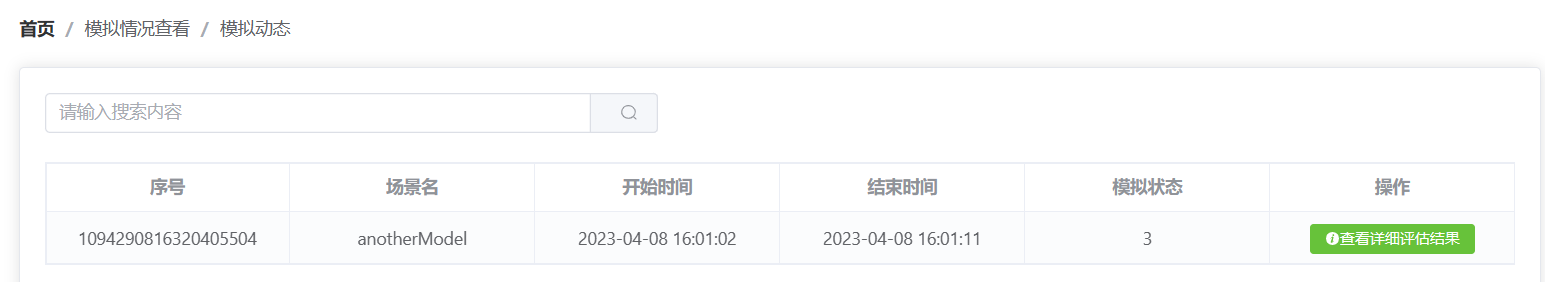 首页 / 模拟情况查看 / 模拟动态
请输入搜索内容
序号 场景名 开始时间 结束时间 模拟状态 操作
1094290816320405504 anotherModel 2023-04-08 16:01:02 2023-04-08 16:01:11 3 查看详细评估结果